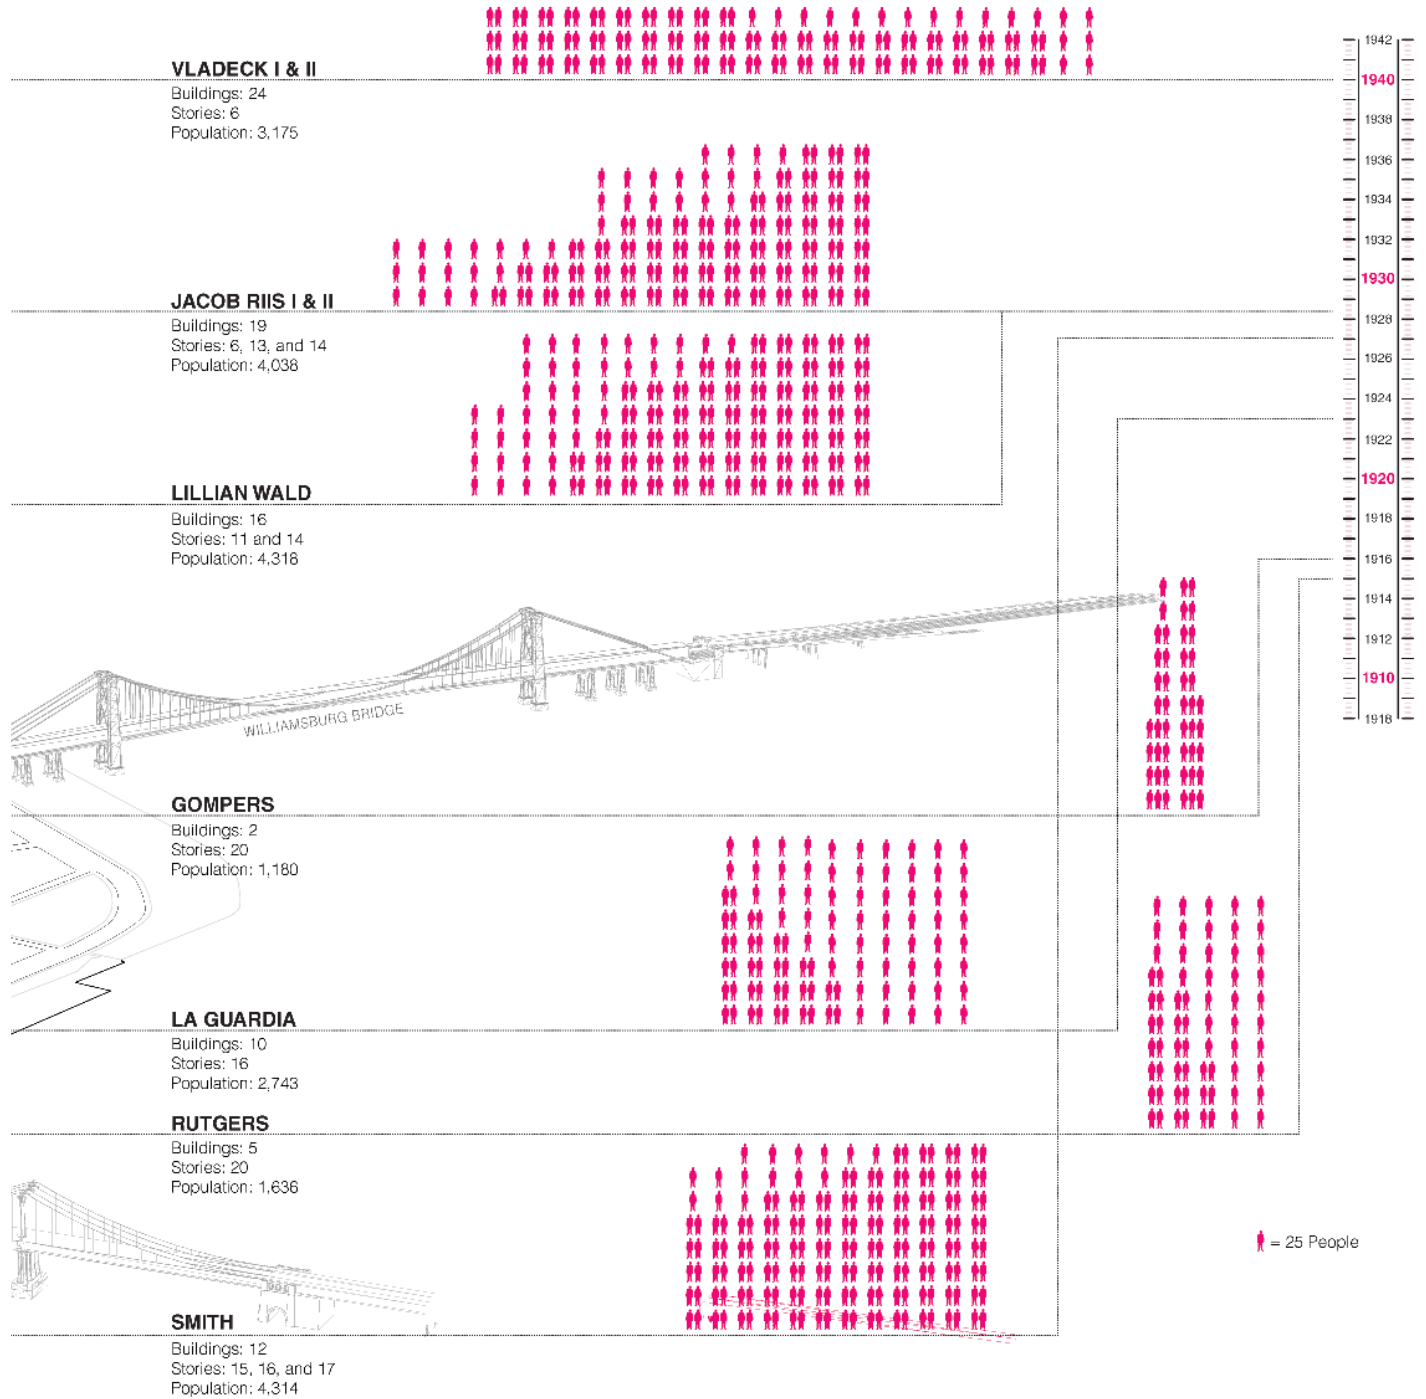 VLADECK I & II
Buildings: 24
Stories: 6
Population: 3,175
JACOB RIIS I & II
Buildings: 19
Stories: 6, 13, and 14
Population: 4,038
LILLIAN WALD
Buildings: 16
Stories: 11 and 14
Population: 4,318
WILLIAMSBURG BRIDGE
GOMPERS
Buildings: 2
Stories: 20
Population: 1,180
LA GUARDIA
Buildings: 10
Stories: 16
Population: 2,743
RUTGERS
Buildings: 5
Stories: 20
Population: 1,636
SMITH
Buildings: 12
Stories: 15, 16, and 17
Population: 4,314
1942
1940
1938
1936
1934
1932
1930
1928
1926
1924
1922
1920
1918
1916
1914
1912
1910
1918
= 25 People